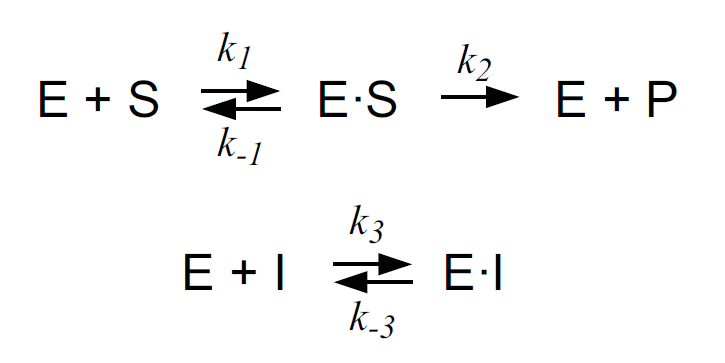 k1 k2
E + S E·S E + P
k-1
k3
E + I E·I
k-3